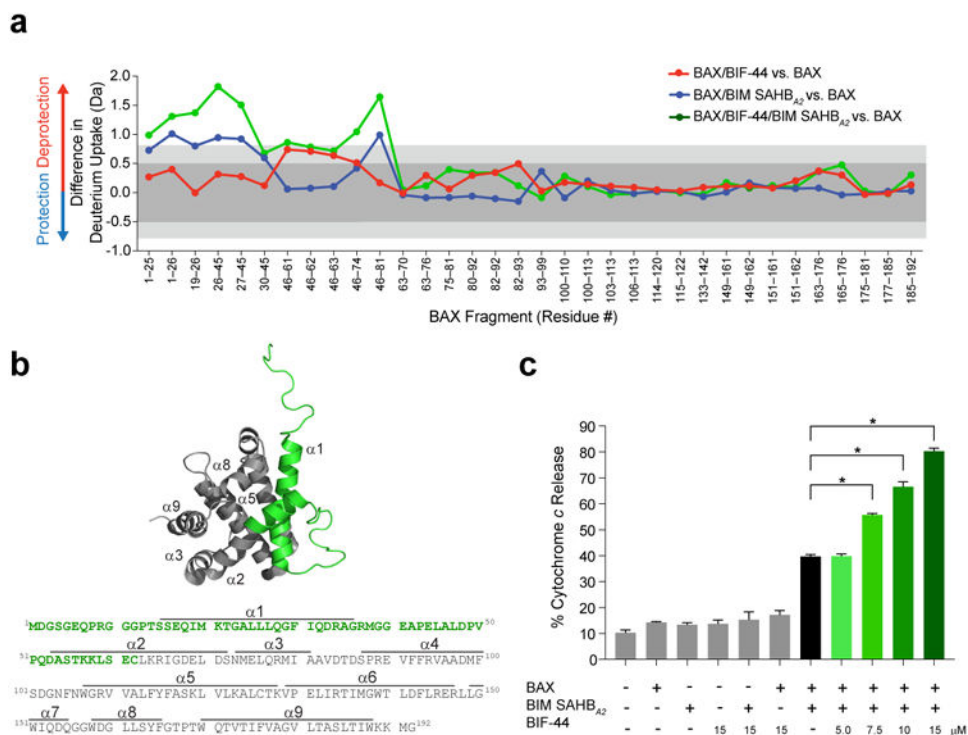 a
BAX/BIF-44 vs. BAX
BAX/BIM SAHB_A2 vs. BAX
BAX/BIF-44/BIM SAHB_A2 vs. BAX
Protection Deprotection
Difference in
Deuterium Uptake (Da)
2.0
1.5
1.0
0.5
0.0
-0.5
-1.0
1–25
1–26
19–26
26–45
27–45
30–45
46–61
46–62
46–63
46–74
46–81
63–70
63–76
75–81
80–92
82–92
82–93
93–99
100–110
100–113
103–113
106–113
114–120
115–122
133–142
149–161
149–162
151–161
151–162
163–176
165–176
175–181
177–185
185–192
BAX Fragment (Residue #)
b
α1
α8
α5
α9
α3
α2
α1
1MDGSGEQPRG GGPTSSEQIM KTGALLLQGF IQDRAGRMGG EAPELALDPV50
α2 α3 α4
51PQDASTKKLS ECLKRIGDEL DSNMELQRMI AAVDTDSPRE VFFRVAADMF100
α5 α6
101SDGNFNWGRV VALFYFASKL VLKALCTKVP ELIRTIMGWT LDFLRERLLG150
α7 α8 α9
151WIQDQGGWDG LLSYFGTPTW QTVTIFVAGV LTASLTIWKK MG192
c
% Cytochrome c Release
90
80
70
60
50
40
30
20
10
0
*
*
*
BAX - + - - - + + + + + +
BIM SAHB_A2 - - + - + - + + + + +
BIF-44 - - - 15 15 15 - 5.0 7.5 10 15 μM